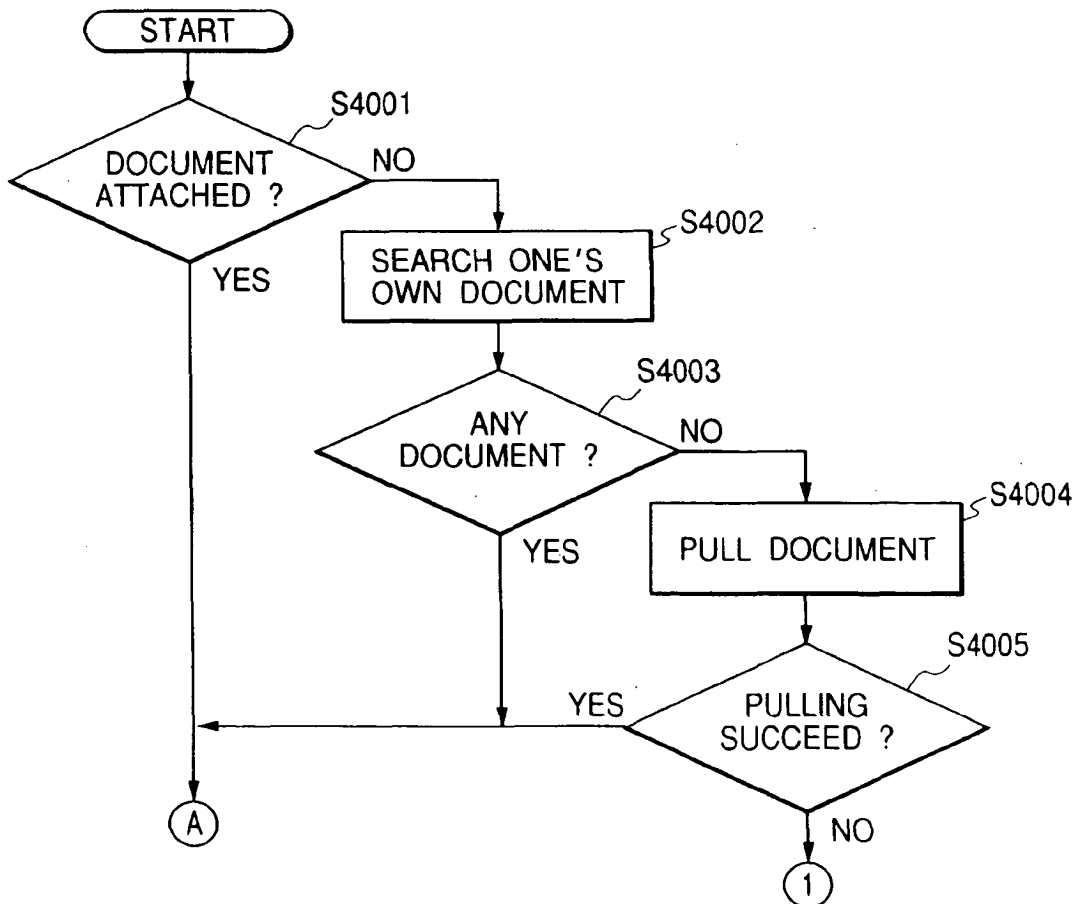 START
S4001
DOCUMENT
ATTACHED ?
NO
YES
S4002
SEARCH ONE'S
OWN DOCUMENT
S4003
ANY
DOCUMENT ?
NO
YES
S4004
PULL DOCUMENT
S4005
PULLING
SUCCEED ?
YES
NO
A
1